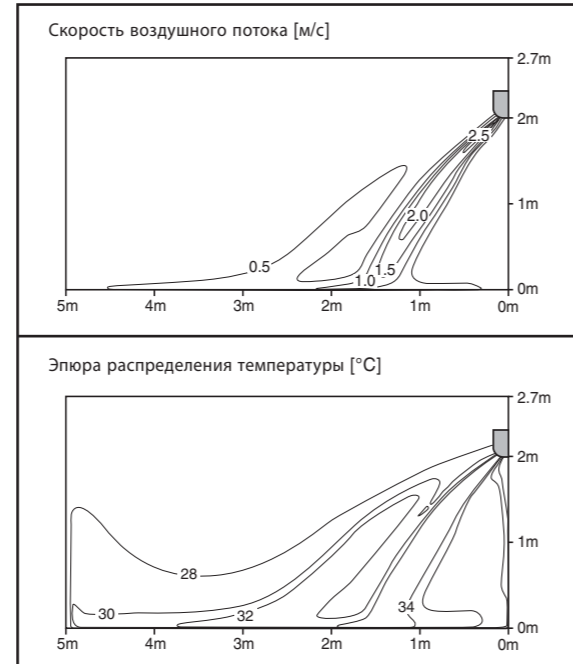 Скорость воздушного потока [м/с]
2.7m
2m
2.5
1m
2.0
0.5
1.5
1.0
0m
5m 4m 3m 2m 1m 0m
Эпюра распределения температуры [°C]
2.7m
2m
1m
28
30 32 34
0m
5m 4m 3m 2m 1m 0m